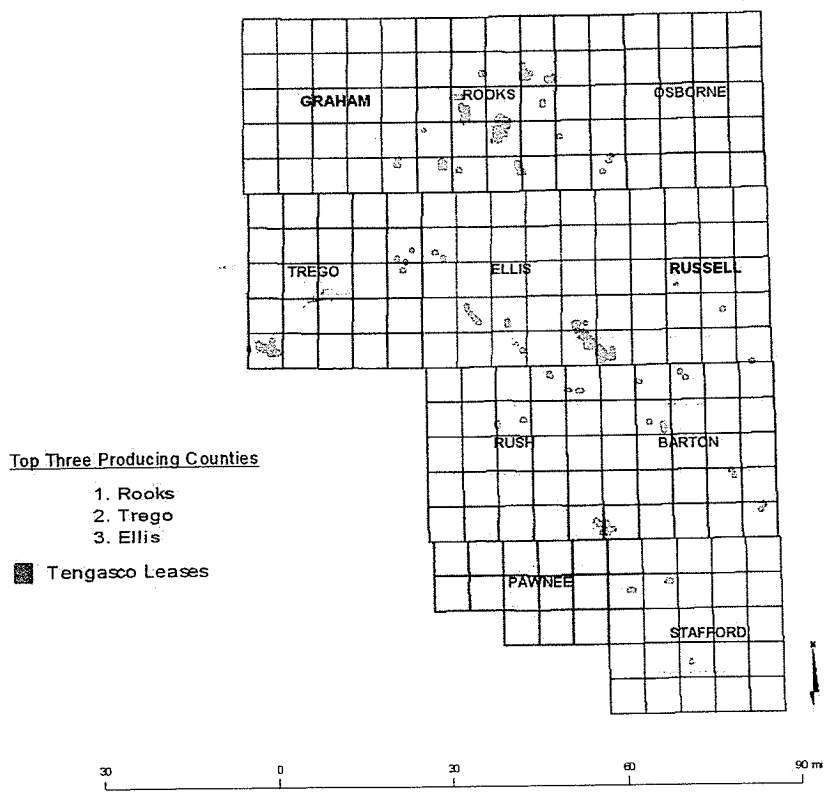 GRAHAM ROOKS OSBORNE
TREGO ELLIS RUSSELL
RUSH BARTON
Top Three Producing Counties
1. Rooks
2. Trego
3. Ellis
Tengasco Leases
PAWNEE
STAFFORD
30 0 30 60 90 mi